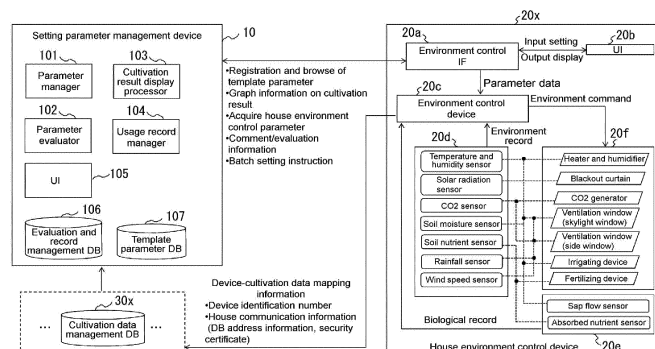 Setting parameter management device
10
101
Parameter
manager
103
Cultivation
result display
processor
102
Parameter
evaluator
104
Usage record
manager
UI
105
106
Evaluation and
record
management DB
107
Template
parameter DB
•Registration and browse of
template parameter
•Graph information on cultivation
result
•Acquire house environment
control parameter
•Comment/evaluation
information
•Batch setting instruction
20x
20a
Environment control
IF
Input setting
Output display
20b
UI
Parameter data
20c
Environment control
device
Environment command
Environment
record
20d
Temperature and
humidity sensor
Solar radiation
sensor
CO2 sensor
Soil moisture sensor
Soil nutrient sensor
Rainfall sensor
Wind speed sensor
20f
Heater and humidifier
Blackout curtain
CO2 generator
Ventilation window
(skylight window)
Ventilation window
(side window)
Irrigating device
Fertilizing device
Sap flow sensor
Absorbed nutrient sensor
20e
Biological record
House environment control device
30x
Cultivation data
management DB
...
...
Device-cultivation data mapping
information
•Device identification number
•House communication information
(DB address information, security
certificate)